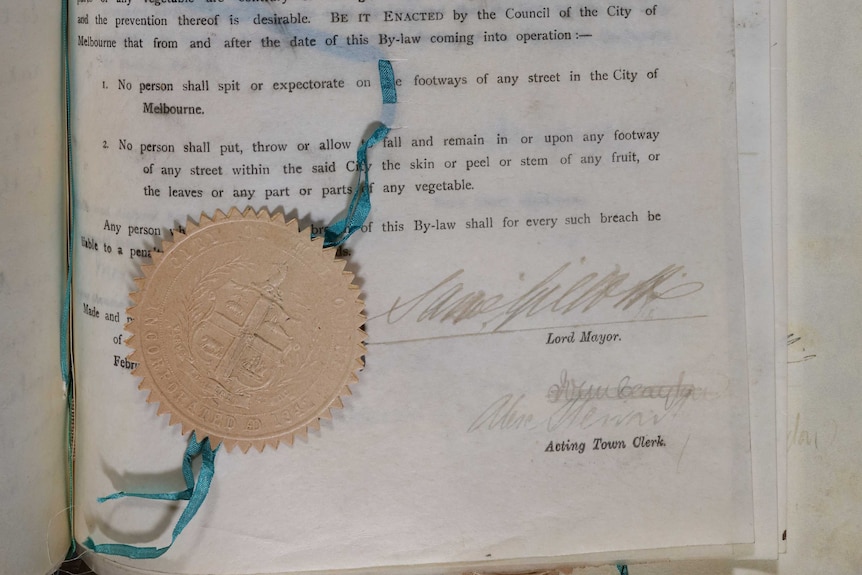 and the prevention thereof is desirable. BE IT ENACTED by the Council of the City of
Melbourne that from and after the date of this By-law coming into operation :—
1. No person shall spit or expectorate on e footways of any street in the City of
Melbourne.
2. No person shall put, throw or allow fall and remain in or upon any footway
of any street within the said City the skin or peel or stem of any fruit, or
the leaves or any part or parts of any vegetable.
Any person of this By-law shall for every such breach be
liable to a
Made and
of
Lord Mayor.
Acting Town Clerk.